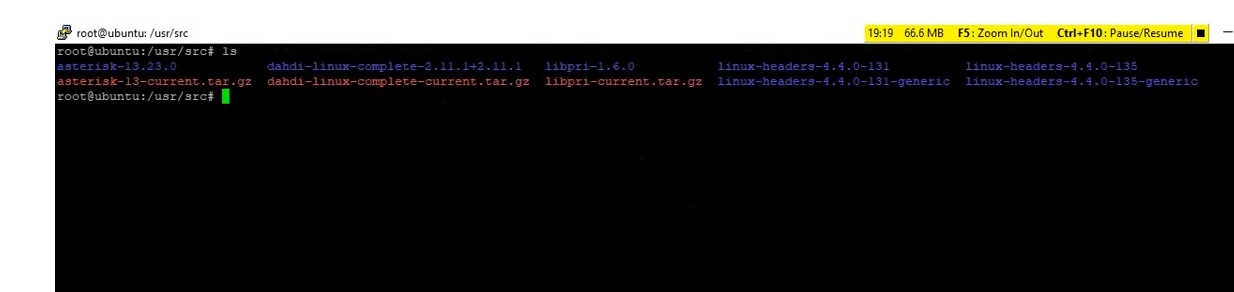 root@ubuntu: /usr/src
19:19 66.6 MB F5: Zoom In/Out Ctrl+F10: Pause/Resume
root@ubuntu:/usr/src# ls
asterisk-13.23.0 dahdi-linux-complete-2.11.1+2.11.1 libpri-1.6.0 linux-headers-4.4.0-131 linux-headers-4.4.0-135
asterisk-13-current.tar.gz dahdi-linux-complete-current.tar.gz libpri-current.tar.gz linux-headers-4.4.0-131-generic linux-headers-4.4.0-135-generic
root@ubuntu:/usr/src#